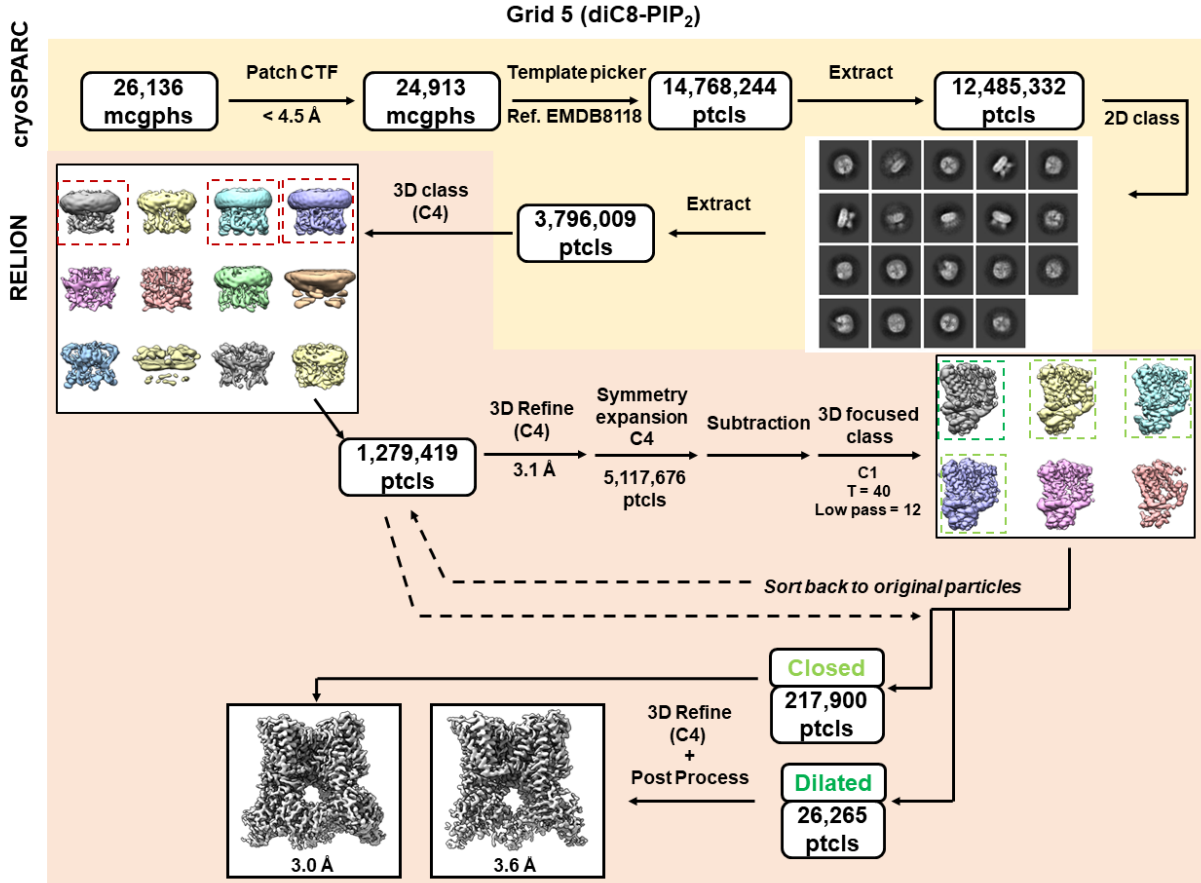 Grid 5 (diC8-PIP₂)
cryoSPARC
26,136
mcgphs
Patch CTF
< 4.5 Å
24,913
mcgphs
Template picker
Ref. EMDB8118
14,768,244
ptcls
Extract
12,485,332
ptcls
2D class
RELION
3D class
(C4)
3,796,009
ptcls
Extract
1,279,419
ptcls
3D Refine
(C4)
3.1 Å
Symmetry
expansion
C4
5,117,676
ptcls
Subtraction
3D focused
class
C1
T = 40
Low pass = 12
Sort back to original particles
Closed
217,900
ptcls
3D Refine
(C4)
+
Post Process
Dilated
26,265
ptcls
3.0 Å
3.6 Å